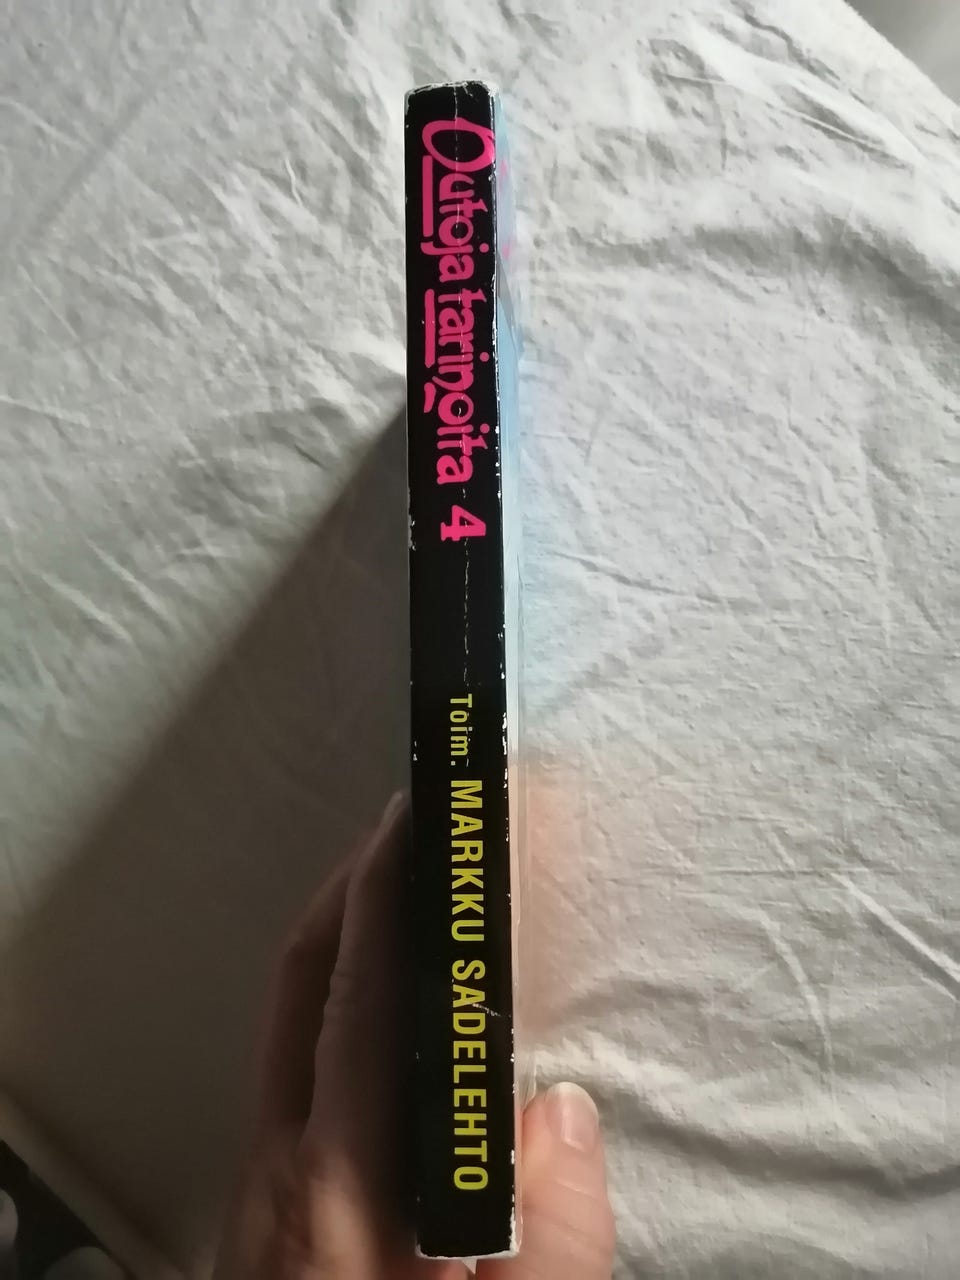 Outoja tarinoita 4
Toim. MARKKU SADELEHTO